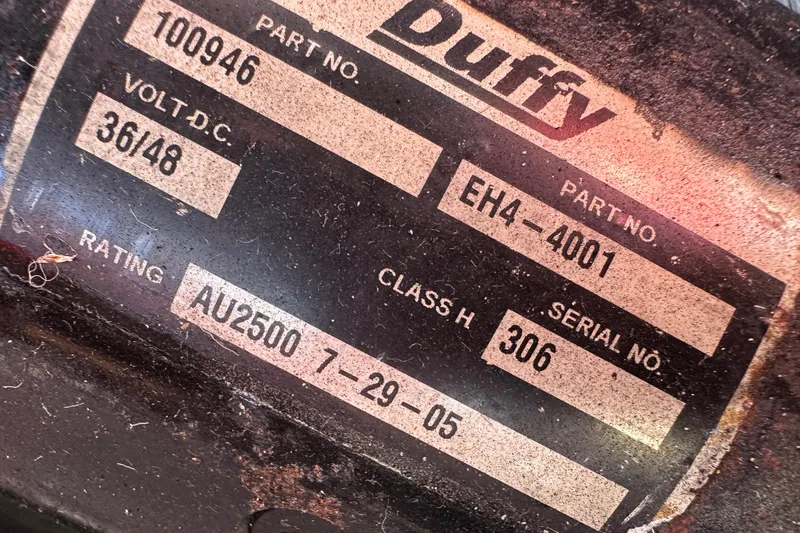 Duffy
PART NO.
100946
VOLT-D.C.
36/48
PART NO.
EH4-4001
RATING
AU2500 7-29-05
CLASS H
SERIAL NO.
306